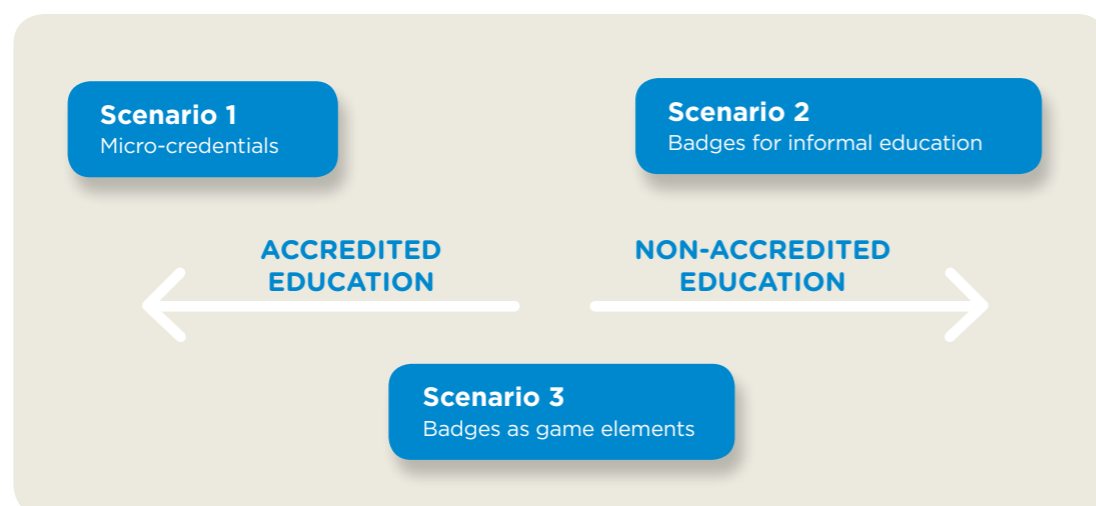 Scenario 1
Micro-credentials
Scenario 2
Badges for informal education
ACCREDITED
EDUCATION
NON-ACCREDITED
EDUCATION
Scenario 3
Badges as game elements